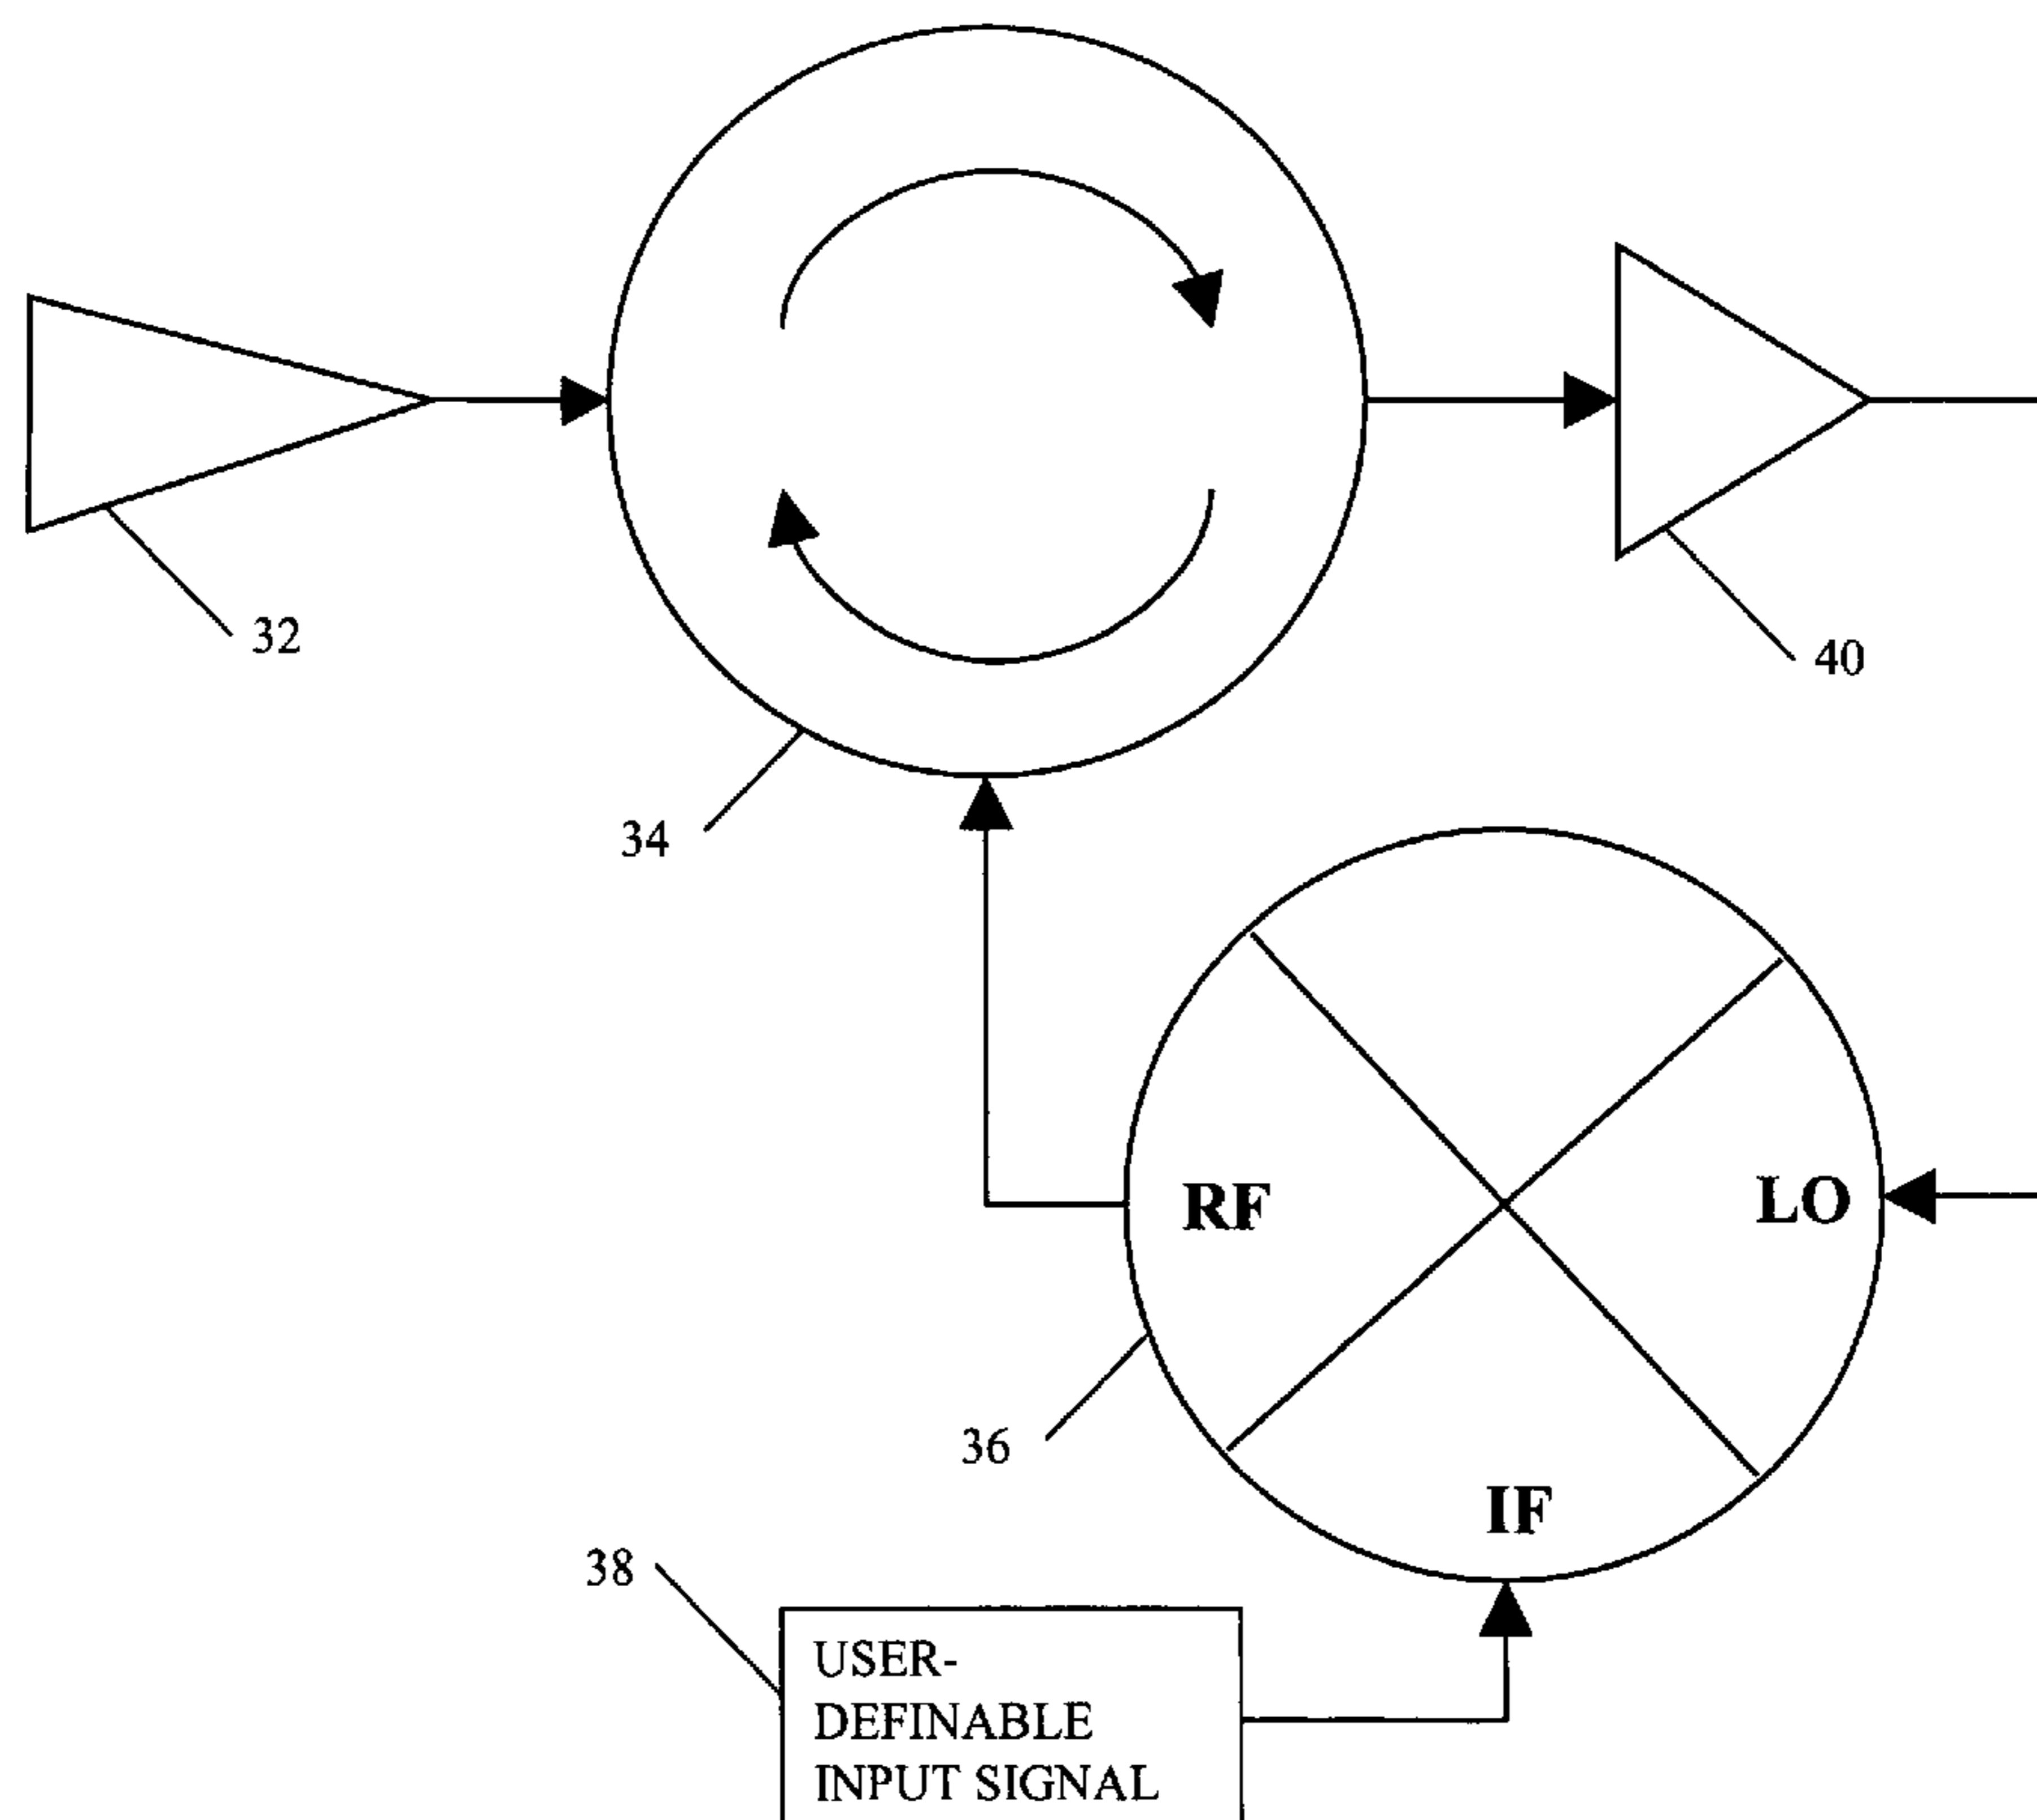 32
40
34
RF
LO
36
IF
38
USER-
DEFINABLE
INPUT SIGNAL